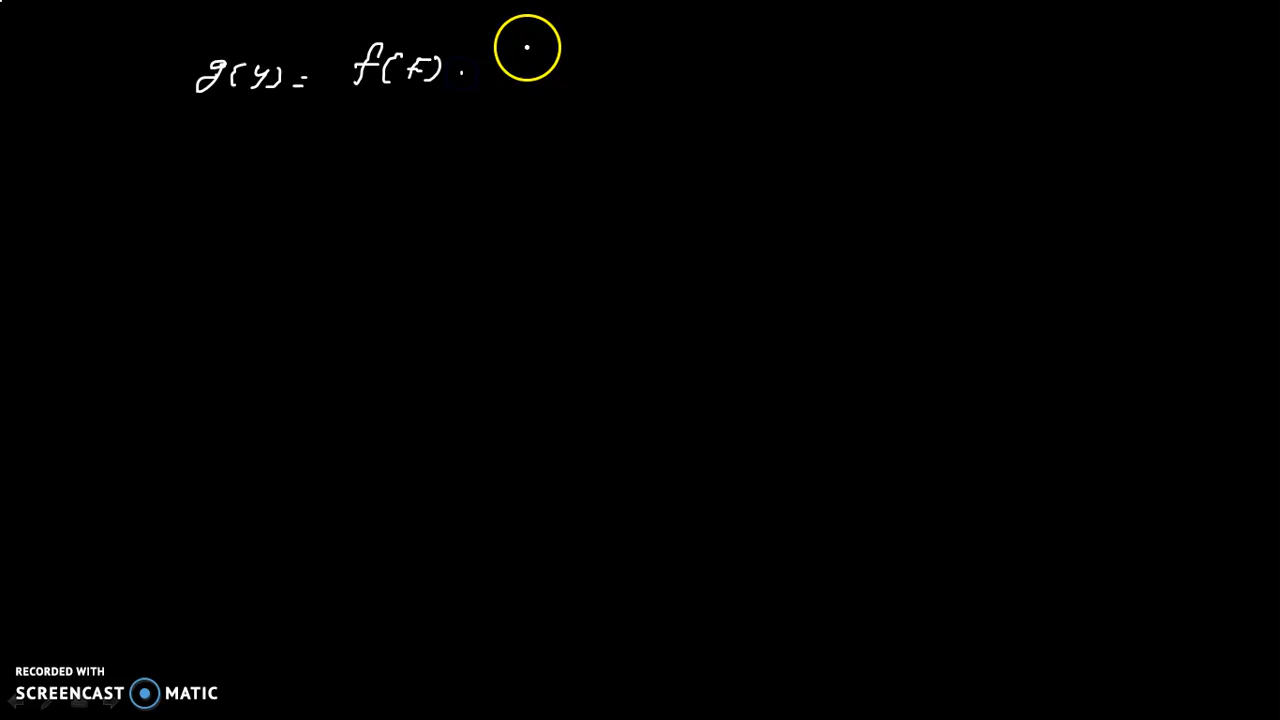 g(y) = f(x) .
RECORDED WITH
SCREENCAST MATIC